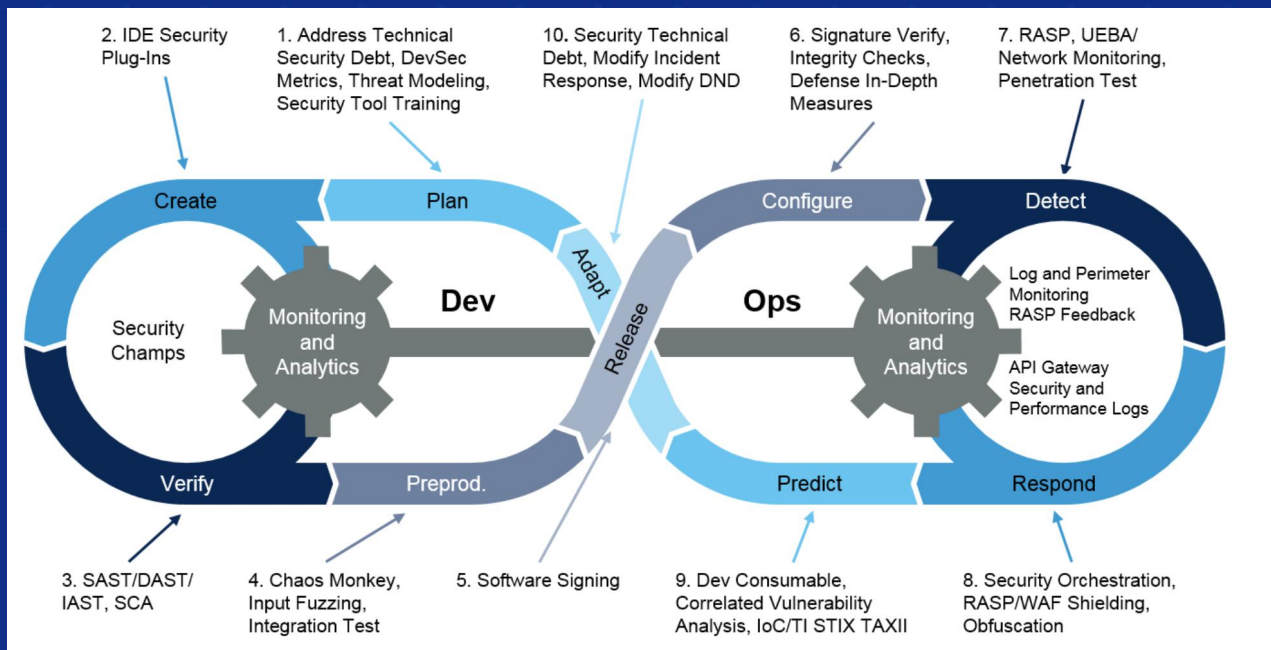 2. IDE Security
Plug-Ins
1. Address Technical
Security Debt, DevSec
Metrics, Threat Modeling,
Security Tool Training
10. Security Technical
Debt, Modify Incident
Response, Modify DND
6. Signature Verify,
Integrity Checks,
Defense In-Depth
Measures
7. RASP, UEBA/
Network Monitoring,
Penetration Test
Create
Plan
Adapt
Release
Configure
Detect
Security
Champs
Monitoring
and
Analytics
Dev
Ops
Monitoring
and
Analytics
Log and Perimeter
Monitoring
RASP Feedback
API Gateway
Security and
Performance Logs
Verify
Preprod.
Predict
Respond
3. SAST/DAST/
IAST, SCA
4. Chaos Monkey,
Input Fuzzing,
Integration Test
5. Software Signing
9. Dev Consumable,
Correlated Vulnerability
Analysis, IoC/TI STIX TAXII
8. Security Orchestration,
RASP/WAF Shielding,
Obfuscation